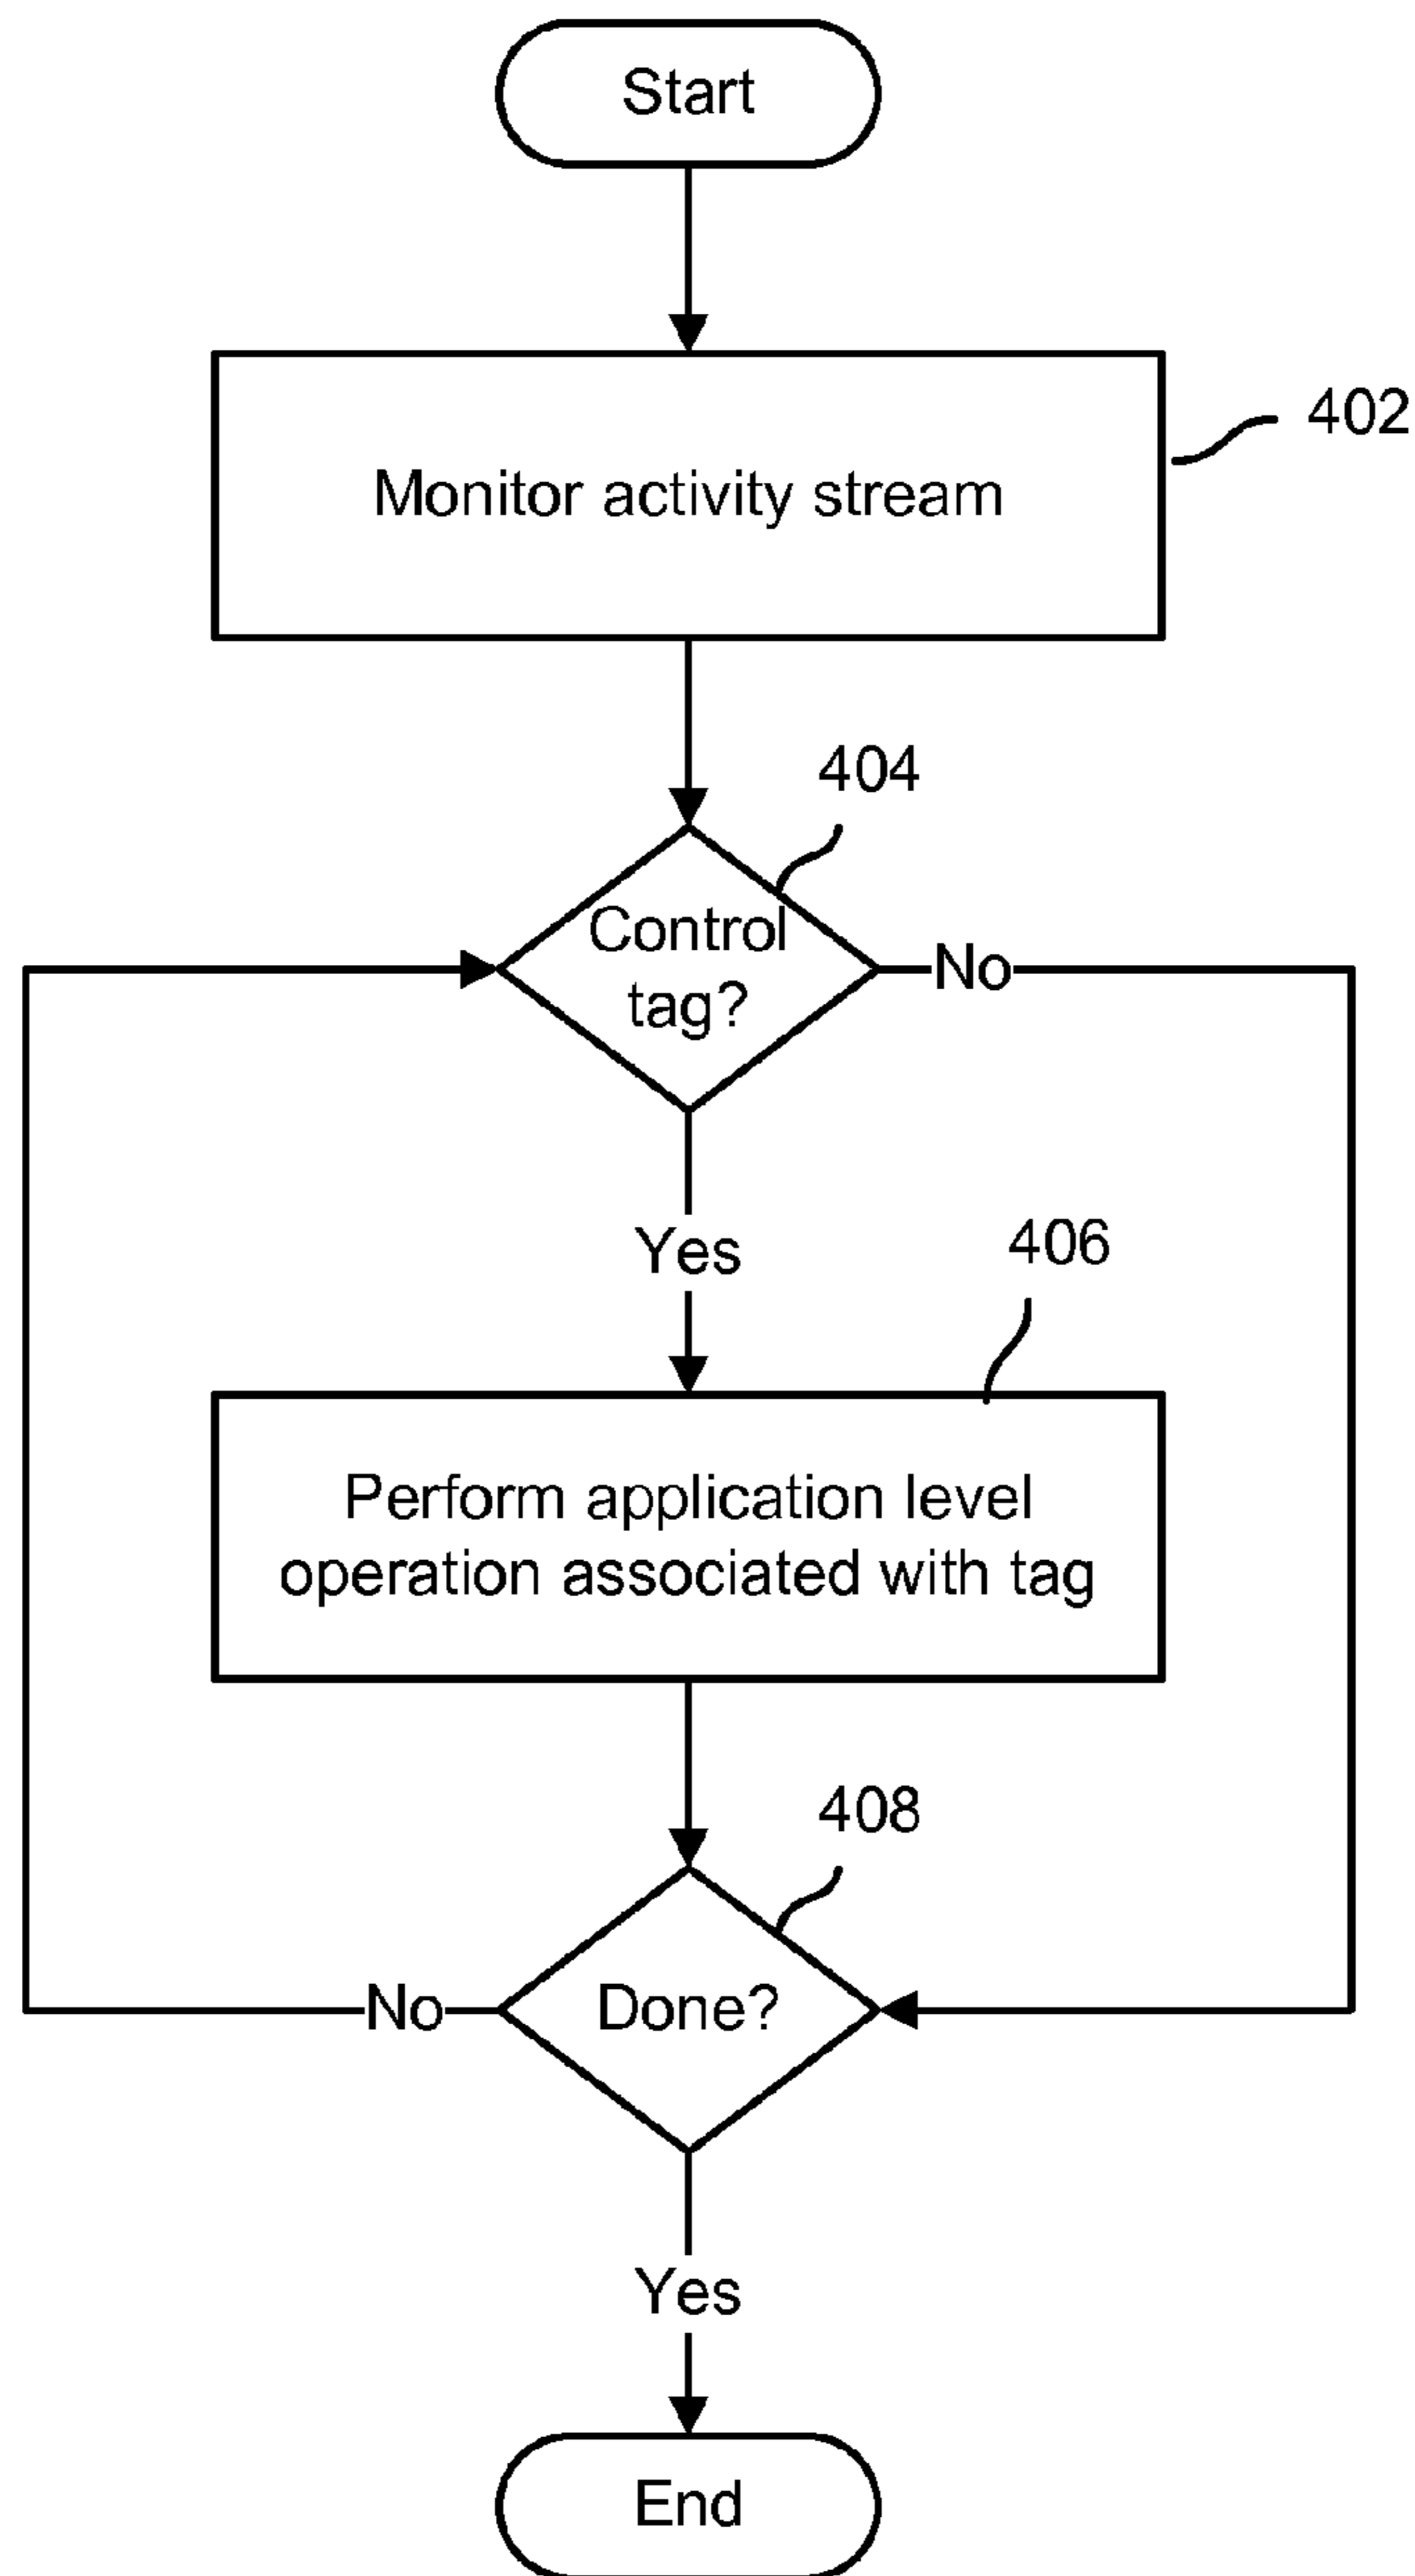 Start
402
Monitor activity stream
404
Control
tag?
No
Yes
406
Perform application level
operation associated with tag
408
Done?
No
Yes
End